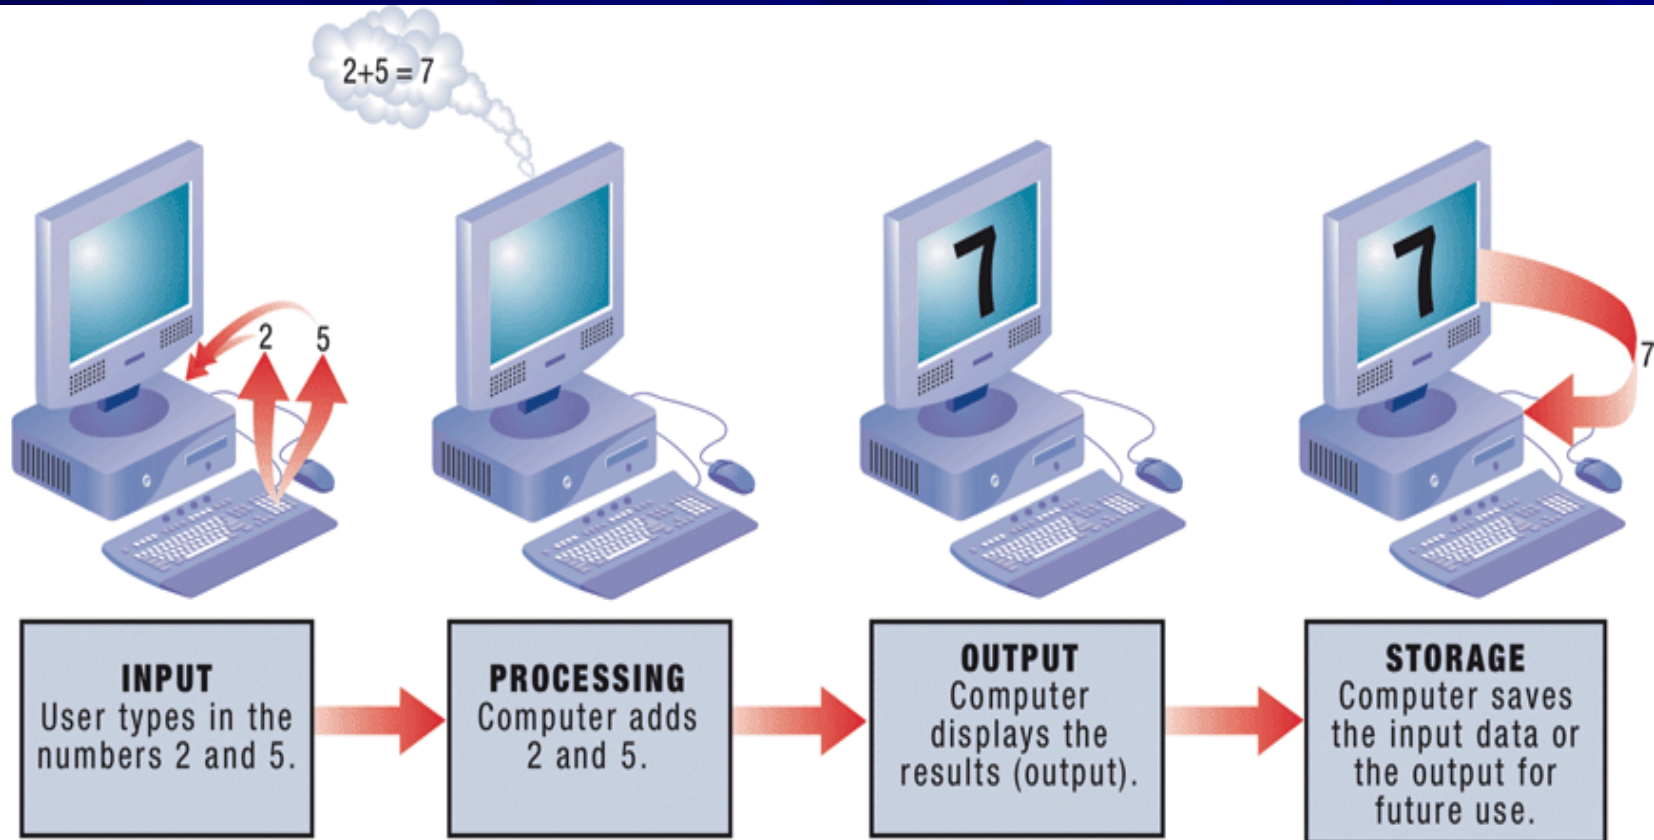 2+5 = 7
2
5
7
7
7
INPUT
User types in the
numbers 2 and 5.
PROCESSING
Computer adds
2 and 5.
OUTPUT
Computer
displays the
results (output).
STORAGE
Computer saves
the input data or
the output for
future use.